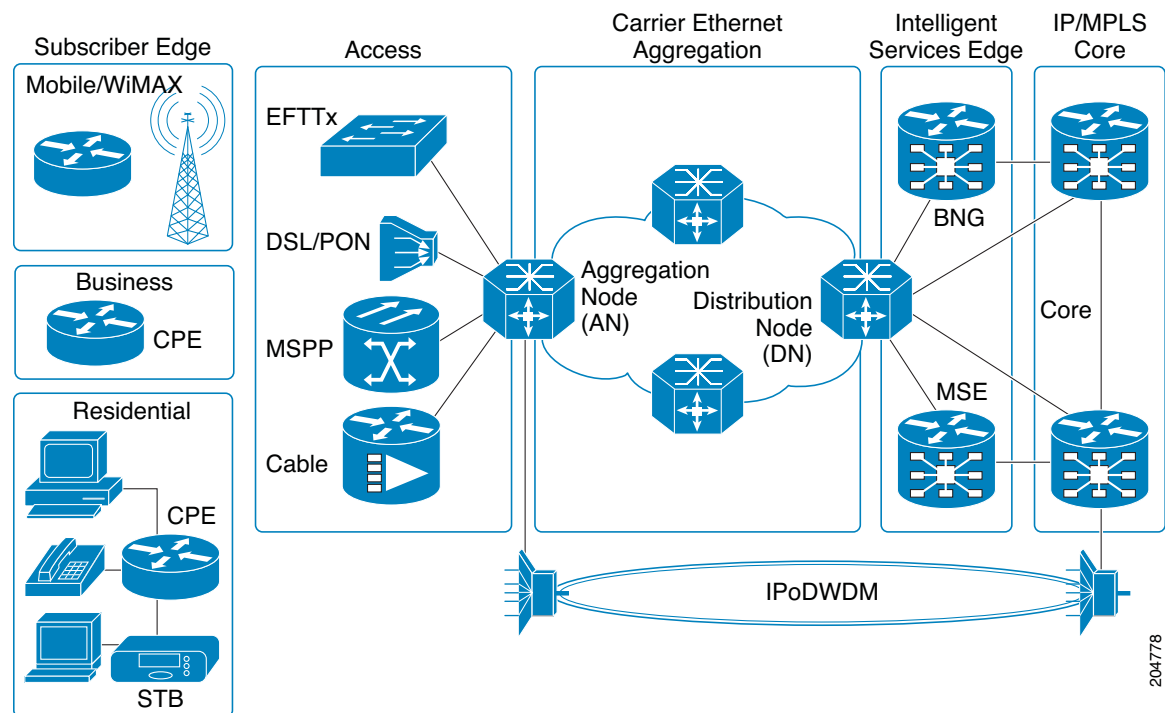 Subscriber Edge
Mobile/WiMAX
Business
CPE
Residential
CPE
STB
Access
EFTTx
DSL/PON
MSPP
Cable
Carrier Ethernet
Aggregation
Aggregation
Node
(AN)
Distribution
Node
(DN)
Intelligent
Services Edge
BNG
MSE
IP/MPLS
Core
Core
IPoDWDM
204778